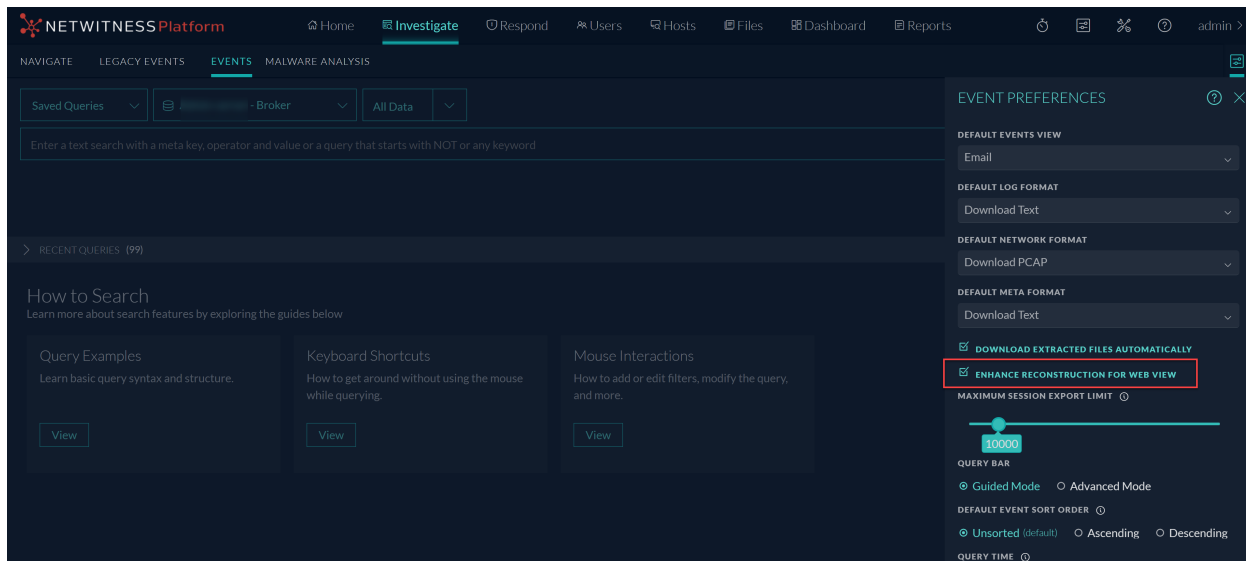 NETWITNESS Platform Home Investigate Respond Users Hosts Files Dashboard Reports admin >
NAVIGATE LEGACY EVENTS EVENTS MALWARE ANALYSIS
Saved Queries - Broker All Data
Enter a text search with a meta key, operator and value or a query that starts with NOT or any keyword
RECENT QUERIES (99)
How to Search
Learn more about search features by exploring the guides below
Query Examples
Learn basic query syntax and structure.
View
Keyboard Shortcuts
How to get around without using the mouse
while querying.
View
Mouse Interactions
How to add or edit filters, modify the query,
and more.
View
EVENT PREFERENCES
DEFAULT EVENTS VIEW
Email
DEFAULT LOG FORMAT
Download Text
DEFAULT NETWORK FORMAT
Download PCAP
DEFAULT META FORMAT
Download Text
DOWNLOAD EXTRACTED FILES AUTOMATICALLY
ENHANCE RECONSTRUCTION FOR WEB VIEW
MAXIMUM SESSION EXPORT LIMIT
10000
QUERY BAR
Guided Mode Advanced Mode
DEFAULT EVENT SORT ORDER
Unsorted (default) Ascending Descending
QUERY TIME